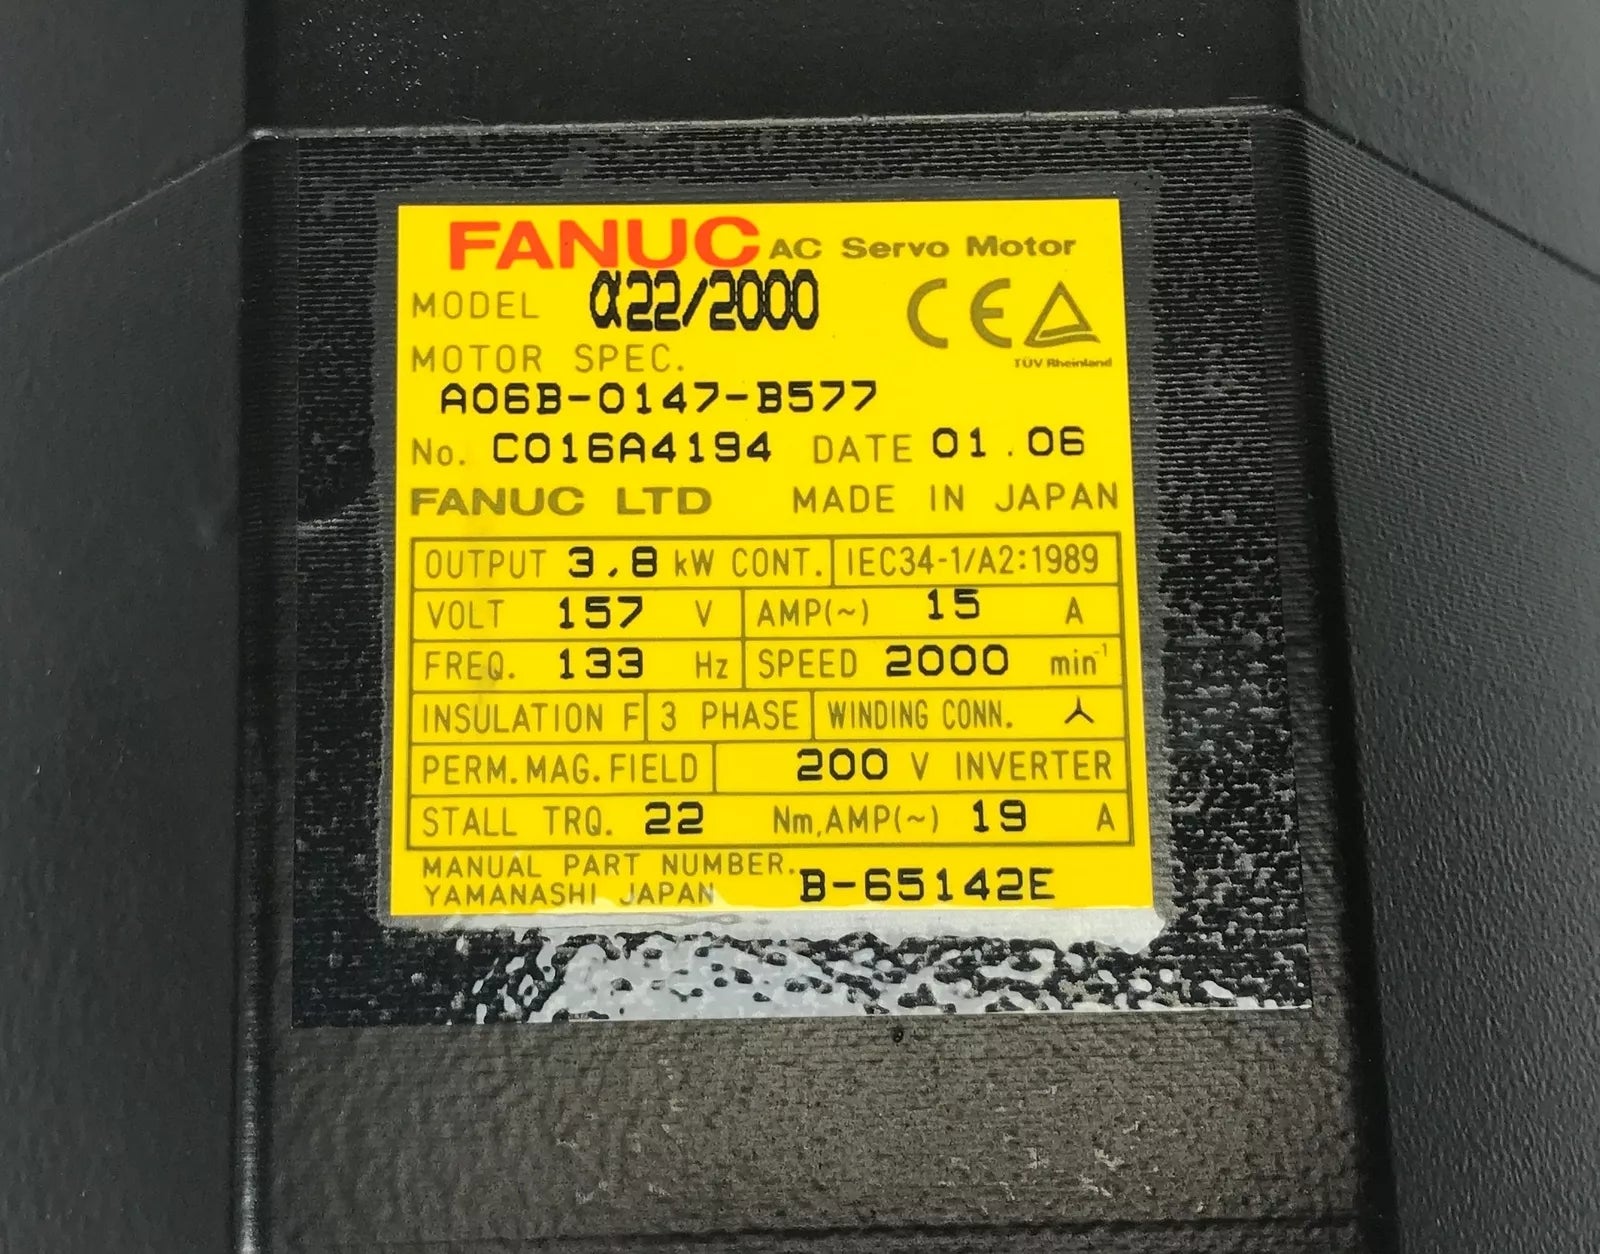 FANUC AC Servo Motor
MODEL α22/2000 CE
TÜV Rheinland
MOTOR SPEC.
A06B-0147-B577
No. C016A4194 DATE 01.06
FANUC LTD MADE IN JAPAN
OUTPUT 3.8 kW CONT. IEC34-1/A2:1989
VOLT 157 V AMP(~) 15 A
FREQ. 133 Hz SPEED 2000 min⁻¹
INSULATION F 3 PHASE WINDING CONN.
PERM.MAG.FIELD 200 V INVERTER
STALL TRQ. 22 Nm,AMP(~) 19 A
MANUAL PART NUMBER. B-65142E
YAMANASHI JAPAN